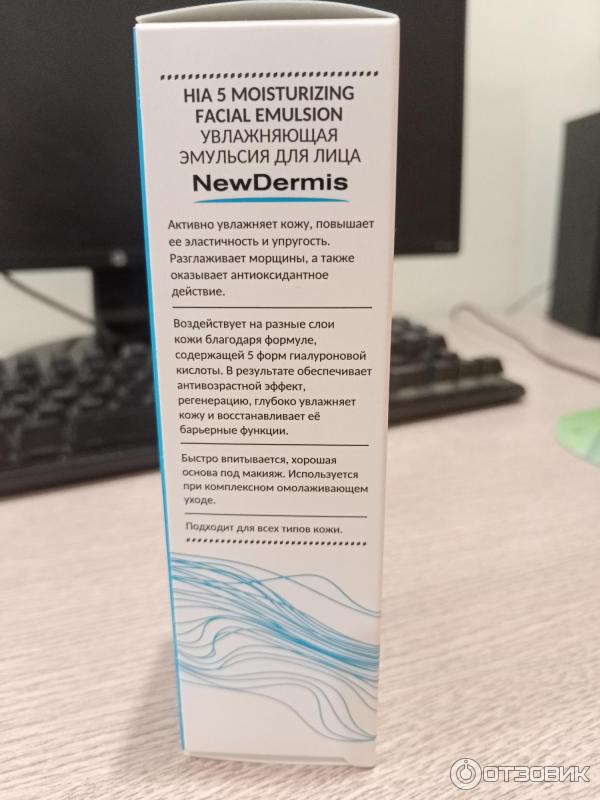 HIA 5 MOISTURIZING
FACIAL EMULSION
УВЛАЖНЯЮЩАЯ
ЭМУЛЬСИЯ ДЛЯ ЛИЦА
NewDermis
Активно увлажняет кожу, повышает
ее эластичность и упругость.
Разглаживает морщины, а также
оказывает антиоксидантное
действие.
Воздействует на разные слои
кожи благодаря формуле,
содержащей 5 форм гиалуроновой
кислоты. В результате обеспечивает
антивозрастной эффект,
регенерацию, глубоко увлажняет
кожу и восстанавливает её
барьерные функции.
Быстро впитывается, хорошая
основа под макияж. Используется
при комплексном омолаживающем
уходе.
Подходит для всех типов кожи.
ОТЗОВИК